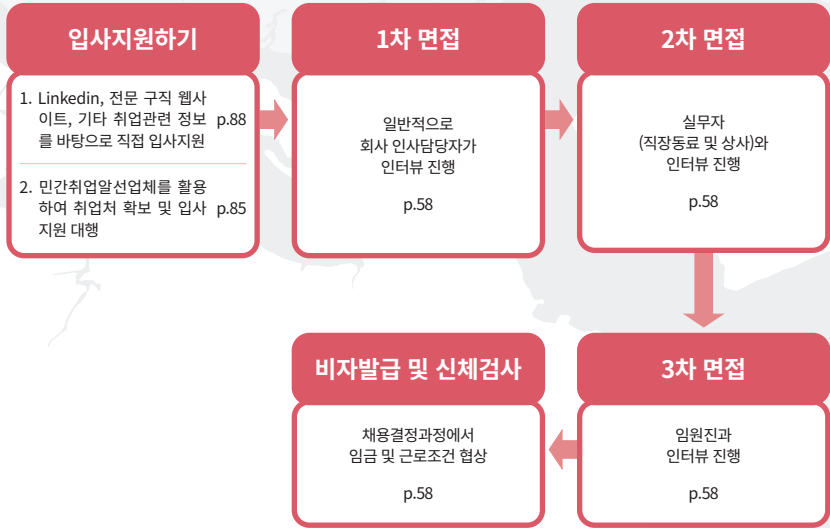 입사지원하기
1. Linkedin, 전문 구직 웹사
이트, 기타 취업관련 정보 p.88
를 바탕으로 직접 입사지원
2. 민간취업알선업체를 활용
하여 취업처 확보 및 입사 p.85
지원 대행
1차 면접
일반적으로
회사 인사담당자가
인터뷰 진행
p.58
2차 면접
실무자
(직장동료 및 상사)와
인터뷰 진행
p.58
3차 면접
임원진과
인터뷰 진행
p.58
비자발급 및 신체검사
채용결정과정에서
임금 및 근로조건 협상
p.58